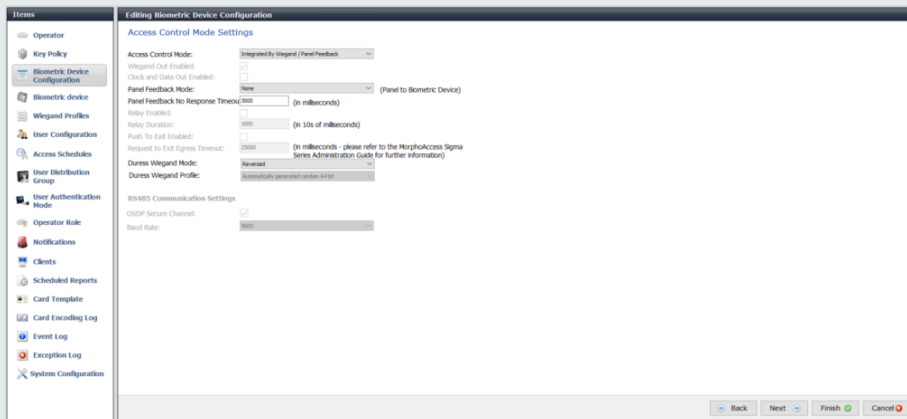 Items
Operator
Key Policy
Biometric Device
Configuration
Biometric device
Wiegand Profiles
User Configuration
Access Schedules
User Distribution
Group
User Authentication
Mode
Operator Role
Notifications
Clients
Scheduled Reports
Card Template
Card Encoding Log
Event Log
Exception Log
System Configuration
Editing Biometric Device Configuration
Access Control Mode Settings
Access Control Mode: Integrated By Wiegand / Panel Feedback
Wiegand Out Enabled:
Clock and Data Out Enabled:
Panel Feedback Mode: None (Panel to Biometric Device)
Panel Feedback No Response Timeou 3000 (in miliseconds)
Relay Enabled:
Relay Duration: (in 10s of miliseconds)
Push To Exit Enabled:
Request to Exit Egress Timeout: (in miliseconds - please refer to the MorphoAccess Sigma
Series Administration Guide for further information)
Duress Wiegand Mode: Reversed
Duress Wiegand Profile: Automatically generated random 64 bit
RS485 Communication Settings
OSDP Secure Channel:
Baud Rate: 9600
Back Next Finish Cancel